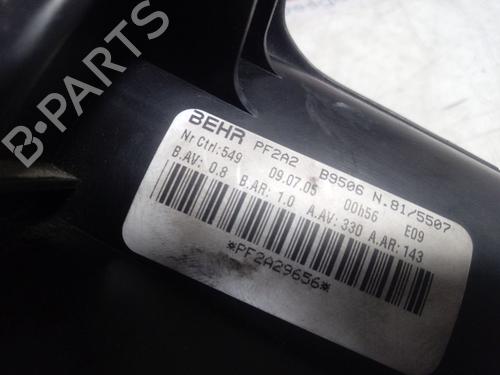 B-PARTS
BEHR PF2A2 B9506 N.81/5507
Nr Ctrl:549 09.07.05 00h56 E09
B.AV: 0.8 B.AR: 1.0 A.AV: 330 A.AR: 143
*PF2A29656*